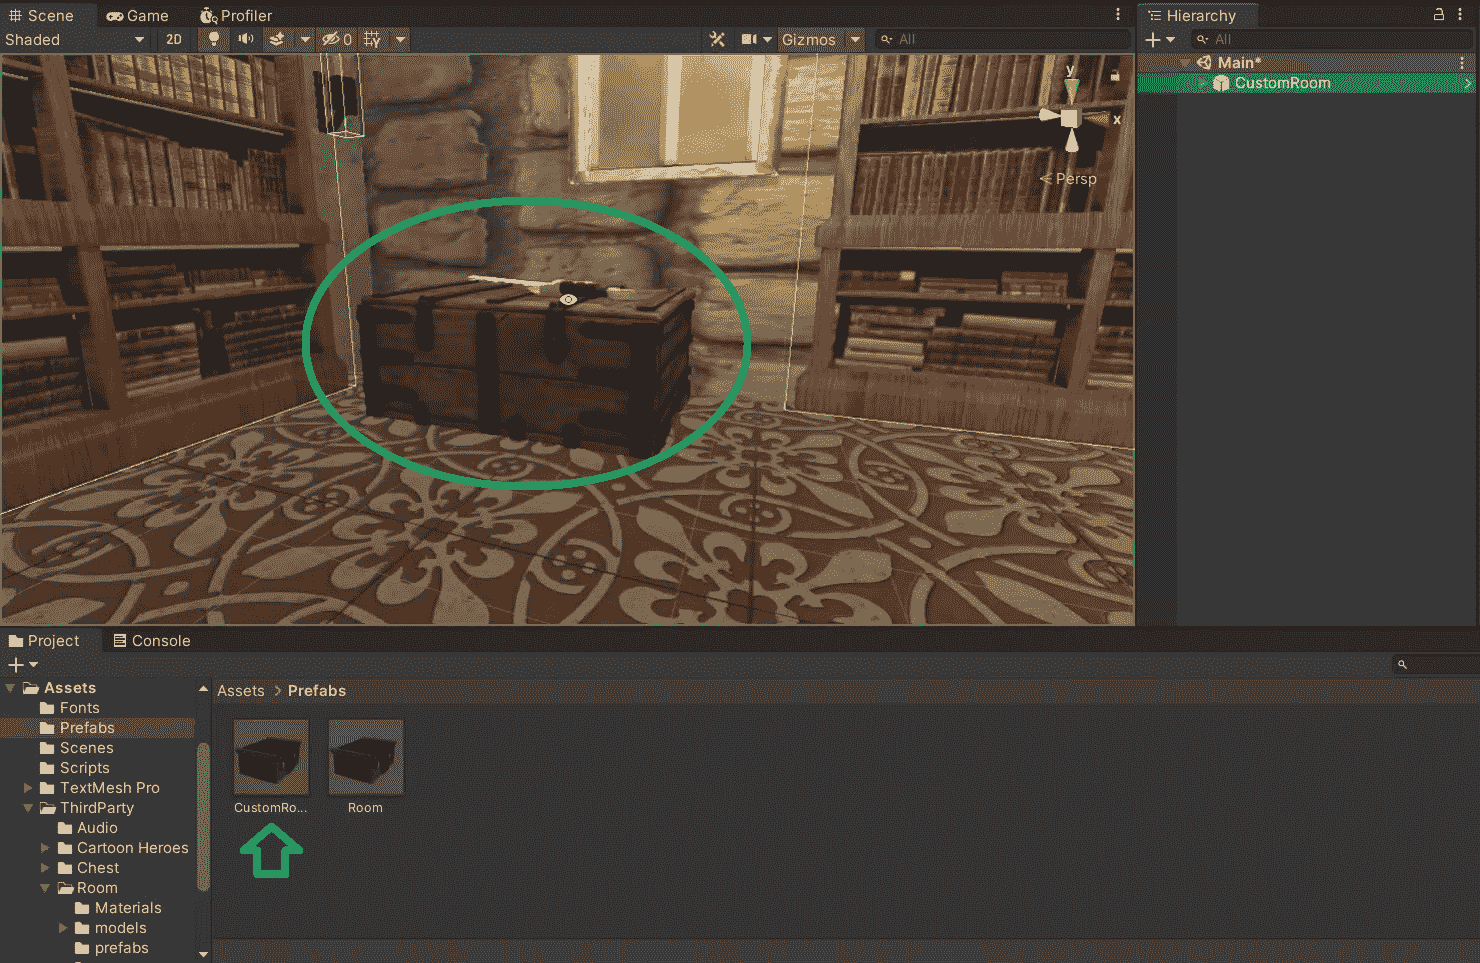 Scene Game Profiler
Shaded 2D 0 Gizmos All
y
x
Persp
Hierarchy
All
Main*
CustomRoom
Project Console
Assets
Fonts
Prefabs
Scenes
Scripts
TextMesh Pro
ThirdParty
Audio
Cartoon Heroes
Chest
Room
Materials
models
prefabs
Assets > Prefabs
CustomRo... Room